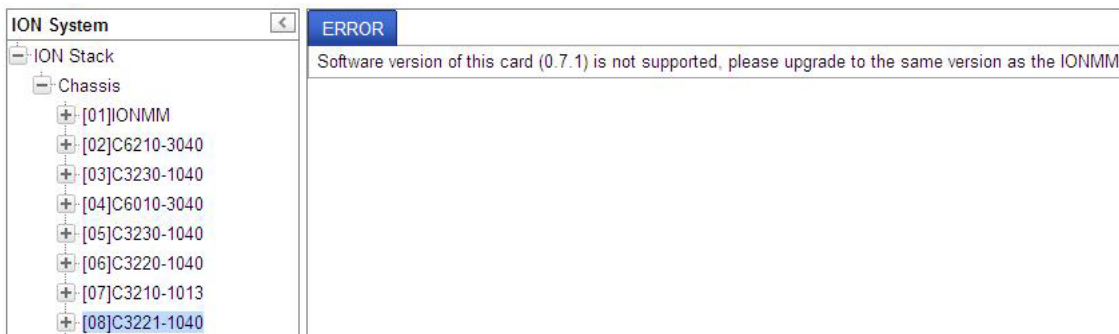 ION System
ION Stack
Chassis
[01]IONMM
[02]C6210-3040
[03]C3230-1040
[04]C6010-3040
[05]C3230-1040
[06]C3220-1040
[07]C3210-1013
[08]C3221-1040
ERROR
Software version of this card (0.7.1) is not supported, please upgrade to the same version as the IONMM